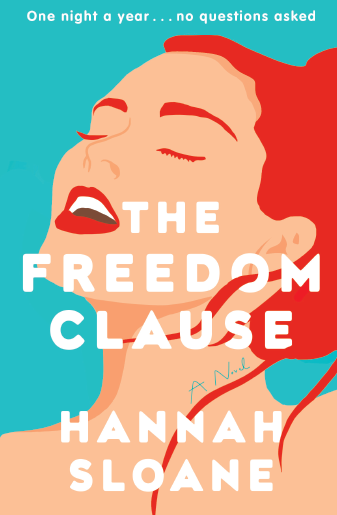 One night a year...no questions asked
THE
FREEDOM
CLAUSE
A Novel
HANNAH
SLOANE